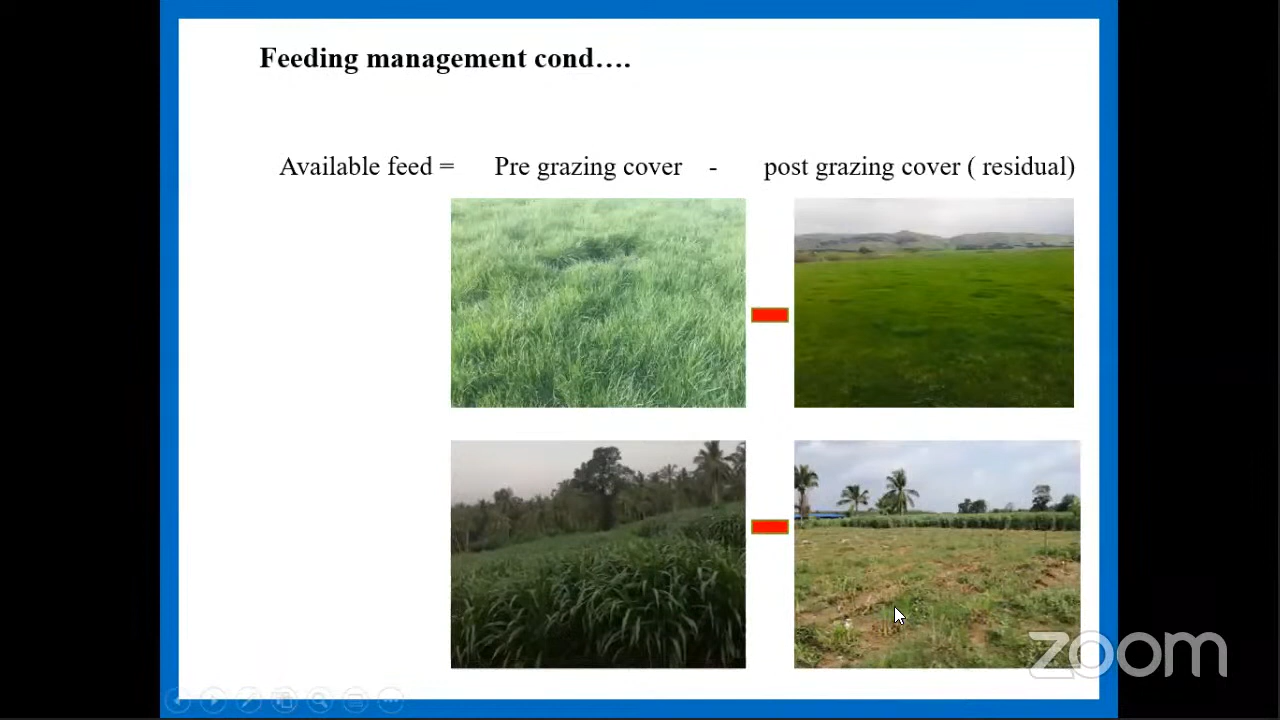 Feeding management cond….
Available feed = Pre grazing cover - post grazing cover ( residual)
zoom